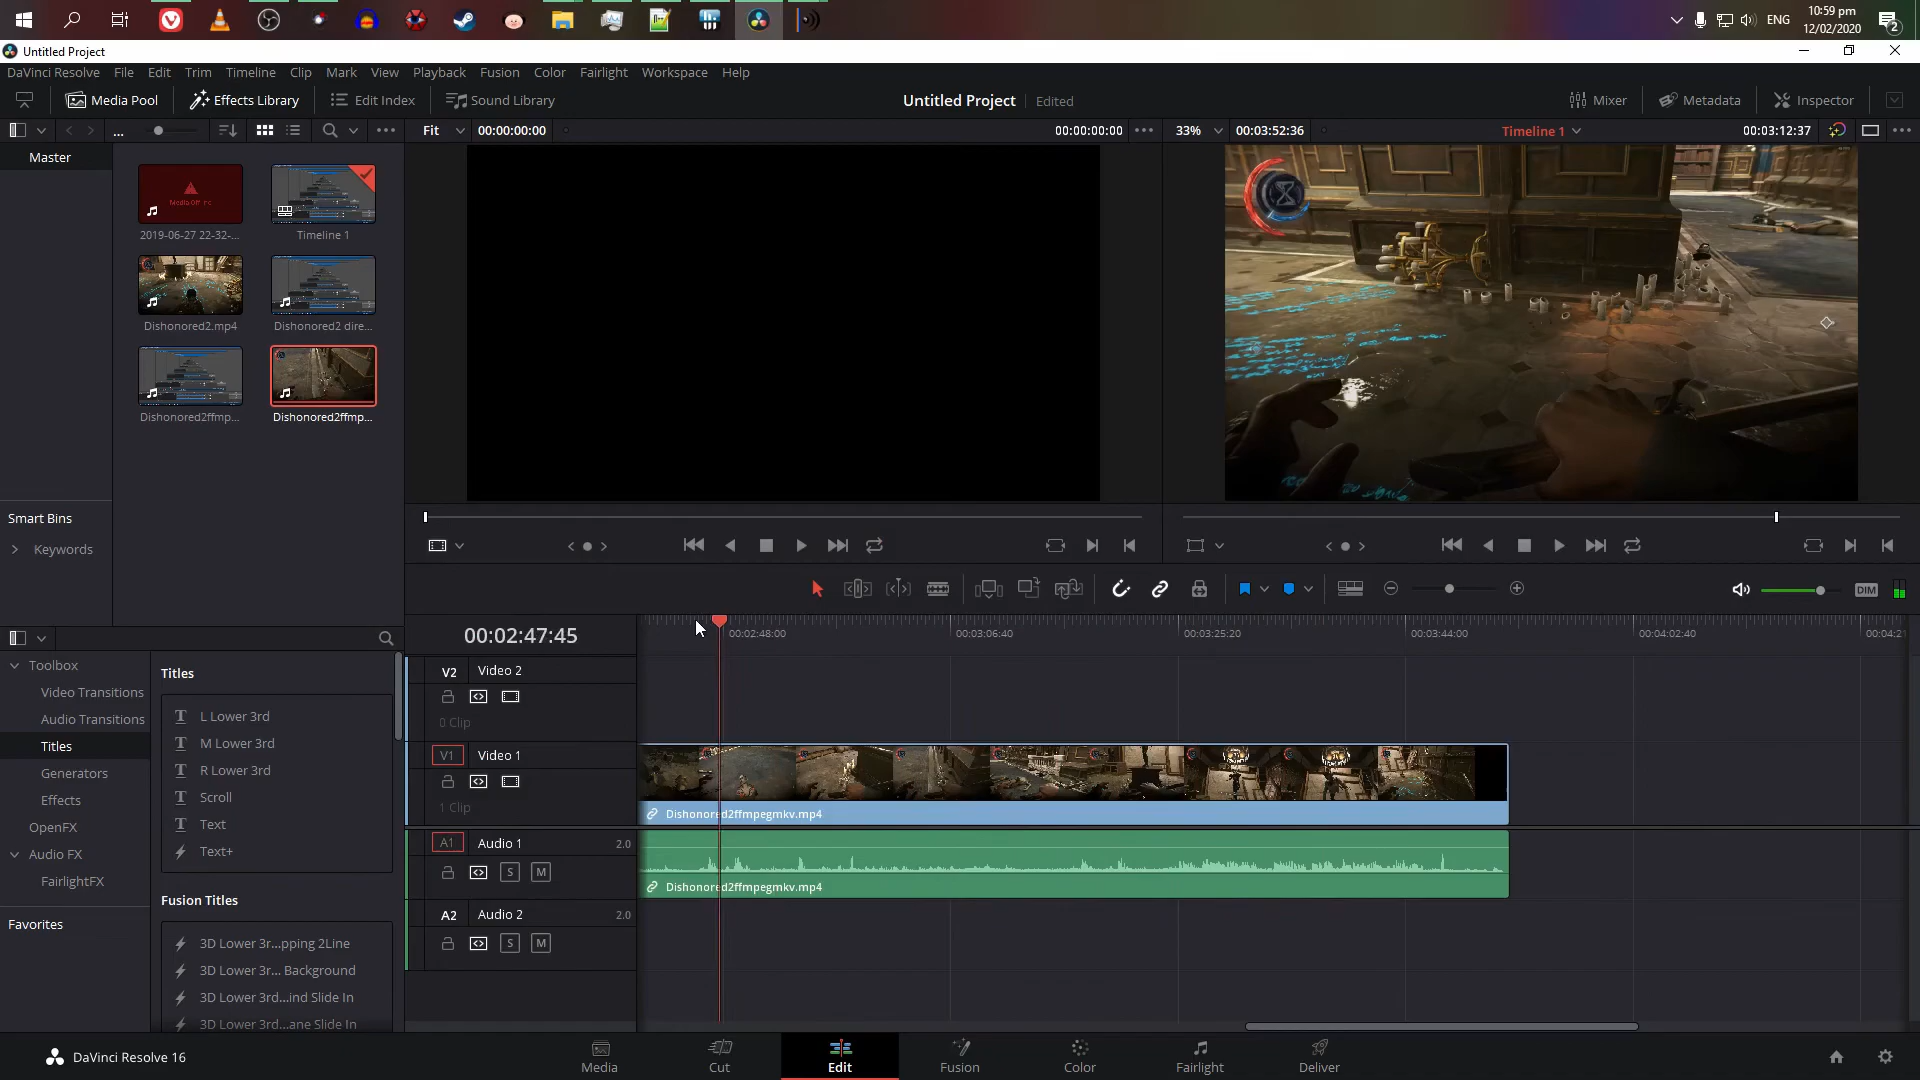 ENG
10:59 pm
12/02/2020
2
Untitled Project
DaVinci Resolve File Edit Trim Timeline Clip Mark View Playback Fusion Color Fairlight Workspace Help
Media Pool Effects Library Edit Index Sound Library Untitled Project Edited Mixer Metadata Inspector
... Fit 00:00:00:00 00:00:00:00 33% 00:03:52:36 Timeline 1 00:03:12:37
Master
2019-06-27 22-32-... Timeline 1
Dishonored2.mp4 Dishonored2 dire...
Dishonored2ffmp... Dishonored2ffmp...
Smart Bins
Keywords
DIM
00:02:47:45 00:02:48:00 00:03:06:40 00:03:25:20 00:03:44:00 00:04:02:40
V2 Video 2
0 Clip
V1 Video 1
1 Clip
Dishonored2ffmpegmkv.mp4
A1 Audio 1 2.0
S M
Dishonored2ffmpegmkv.mp4
A2 Audio 2 2.0
S M
Toolbox
Video Transitions
Audio Transitions
Titles
Generators
Effects
OpenFX
Audio FX
FairlightFX
Favorites
Titles
L Lower 3rd
M Lower 3rd
R Lower 3rd
Scroll
Text
Text+
Fusion Titles
3D Lower 3r...pping 2Line
3D Lower 3r... Background
3D Lower 3rd...ind Slide In
3D Lower 3rd...ane Slide In
DaVinci Resolve 16
Media Cut Edit Fusion Color Fairlight Deliver